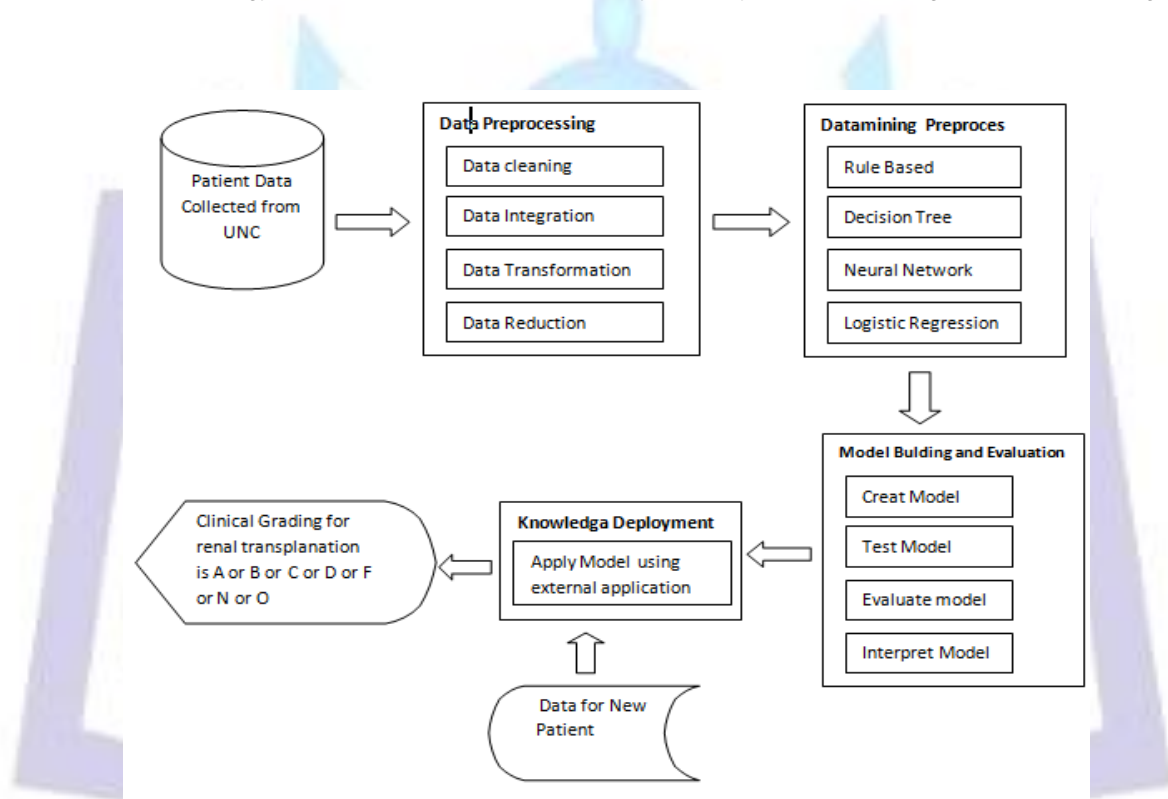 Patient Data
Collected from
UNC
Data Preprocessing
Data cleaning
Data Integration
Data Transformation
Data Reduction
Datamining Preproces
Rule Based
Decision Tree
Neural Network
Logistic Regression
Model Bulding and Evaluation
Creat Model
Test Model
Evaluate model
Interpret Model
Knowledga Deployment
Apply Model using
external application
Clinical Grading for
renal transplanation
is A or B or C or D or F
or N or O
Data for New
Patient